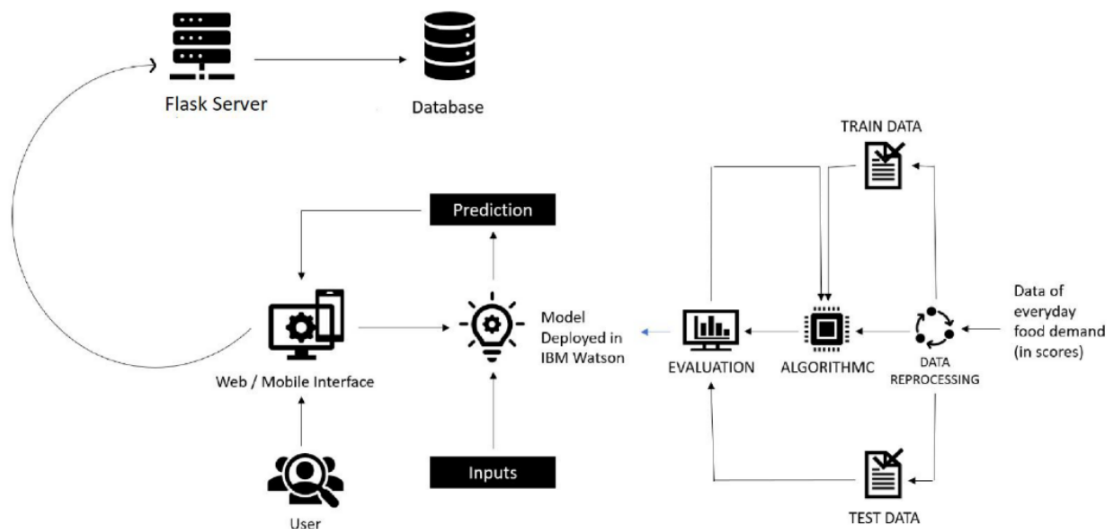 Flask Server
Database
TRAIN DATA
Prediction
Model
Deployed in
IBM Watson
Data of
everyday
food demand
(in scores)
Web / Mobile Interface
EVALUATION
ALGORITHMC
DATA
REPROCESSING
Inputs
User
TEST DATA